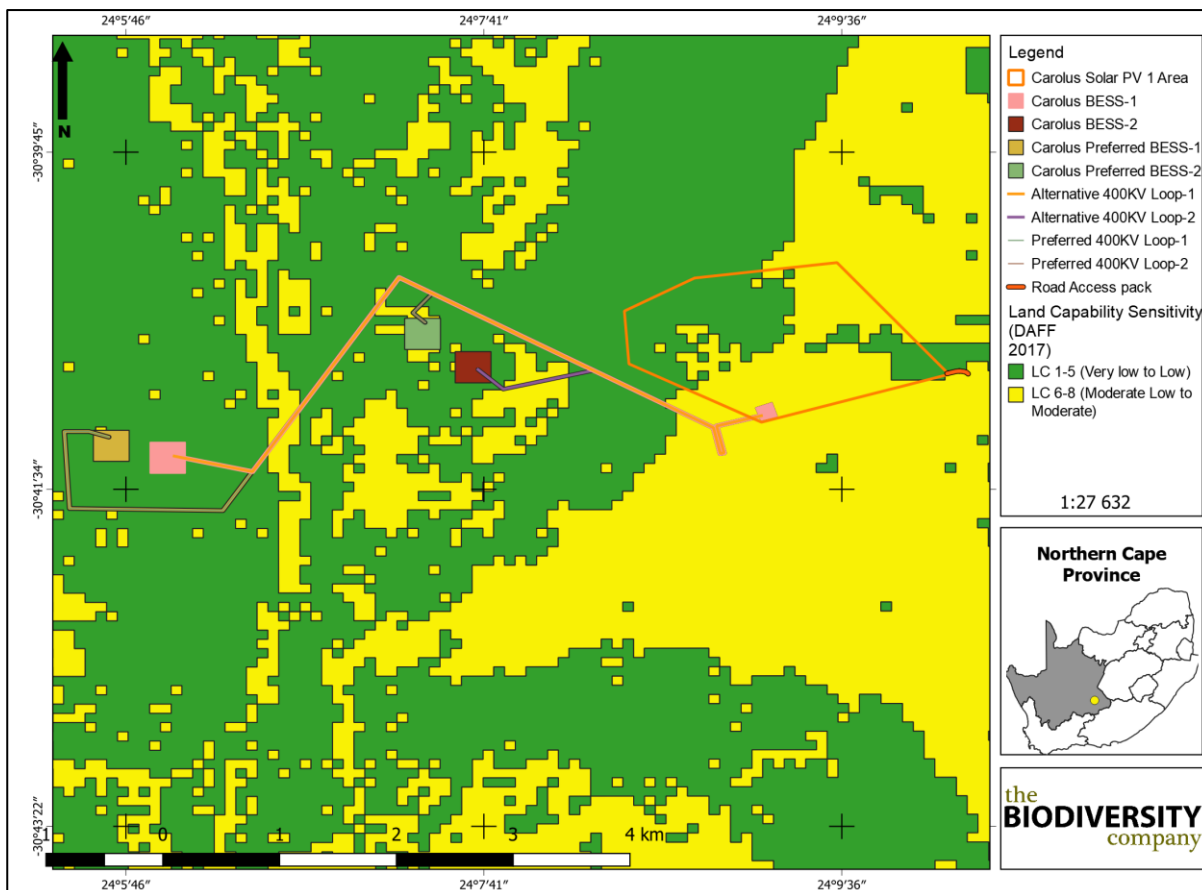 24°5'46"
24°7'41"
24°9'36"
-30°39'45"
-30°41'34"
-30°43'22"
N
1
0
1
2
3
4 km
24°5'46"
24°7'41"
24°9'36"
Legend
Carolus Solar PV 1 Area
Carolus BESS-1
Carolus BESS-2
Carolus Preferred BESS-1
Carolus Preferred BESS-2
Alternative 400KV Loop-1
Alternative 400KV Loop-2
Preferred 400KV Loop-1
Preferred 400KV Loop-2
Road Access pack
Land Capability Sensitivity
(DAFF
2017)
LC 1-5 (Very low to Low)
LC 6-8 (Moderate Low to
Moderate)
1:27 632
Northern Cape
Province
the
BIODIVERSITY
company